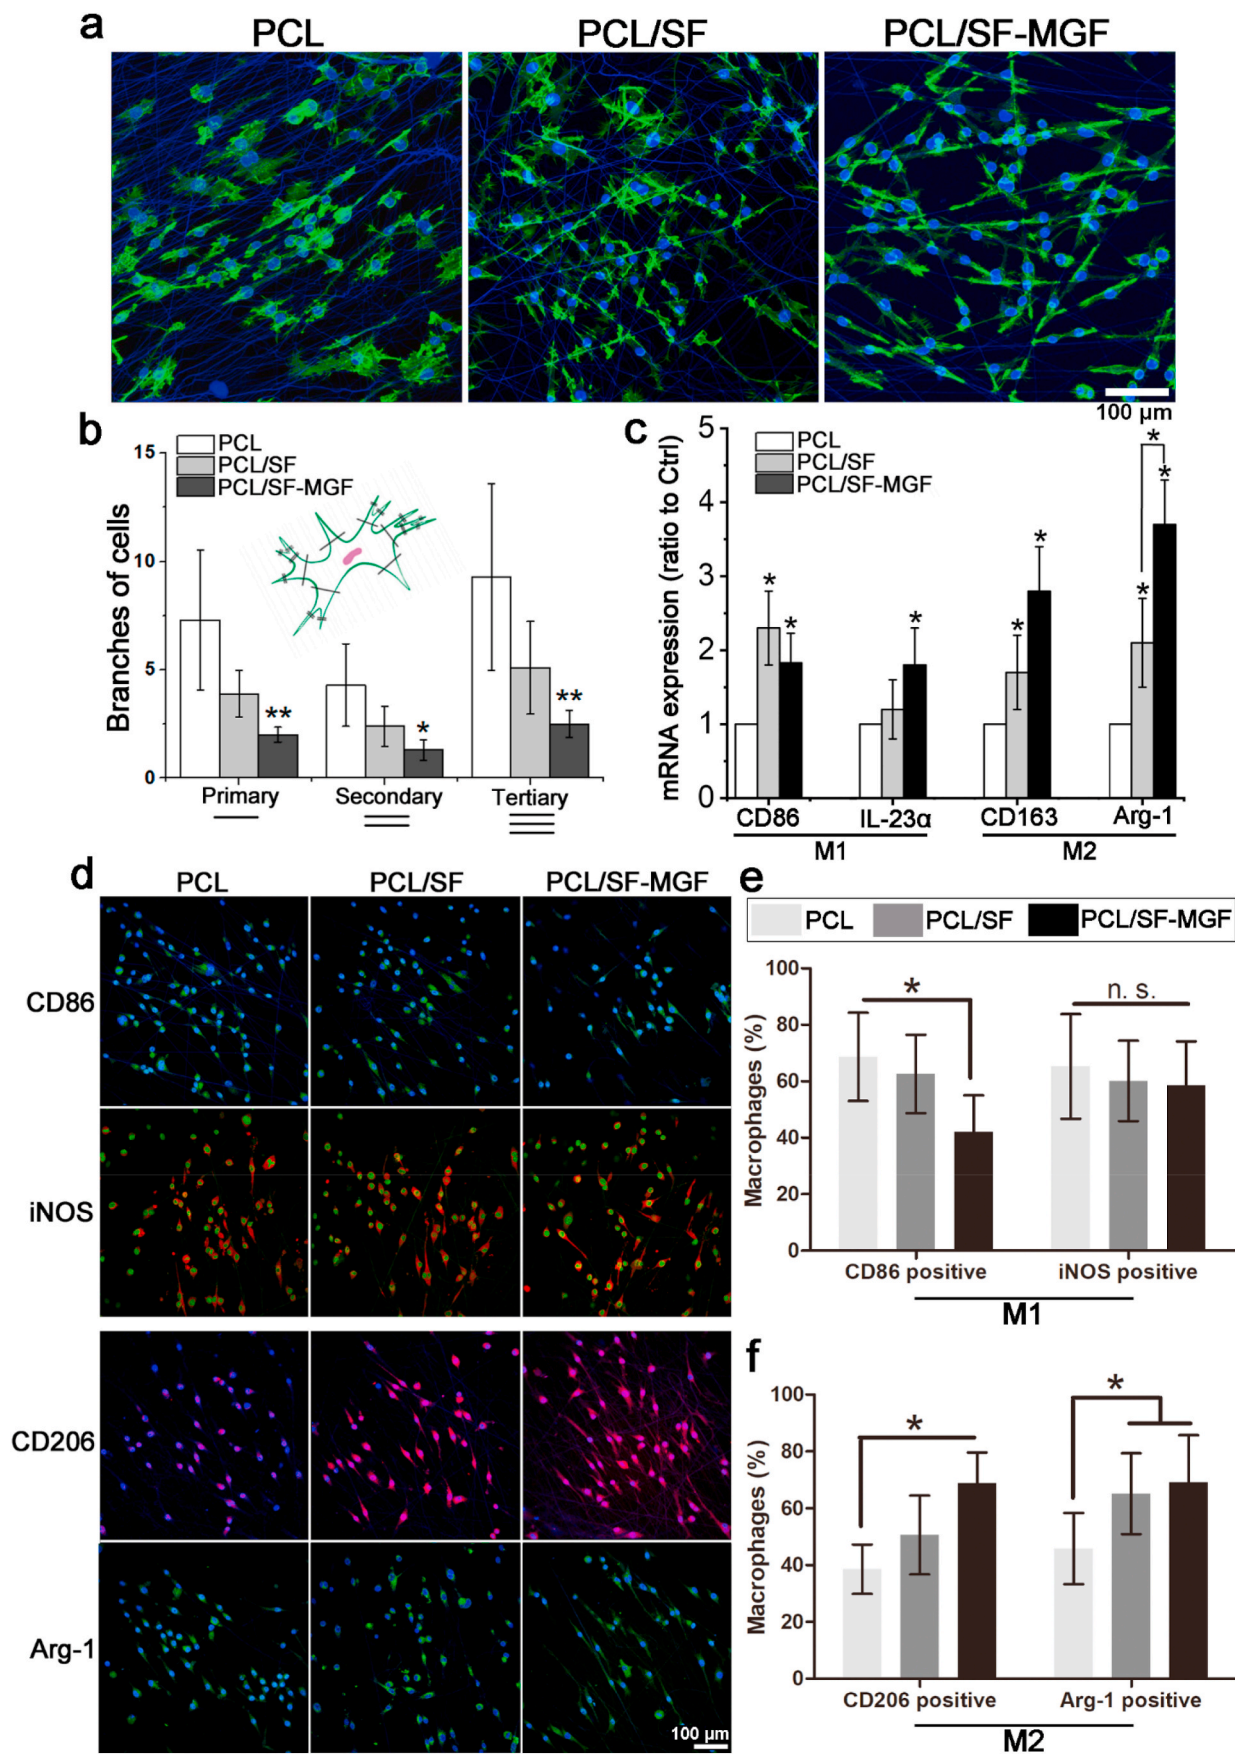 a
PCL PCL/SF PCL/SF-MGF
100 µm
b
PCL
PCL/SF
PCL/SF-MGF
Branches of cells
15
10
5
0
** * **
Primary Secondary Tertiary
c
PCL
PCL/SF
PCL/SF-MGF
mRNA expression (ratio to Ctrl)
5
4
3
2
1
0
* * * * * * * *
CD86 IL-23α CD163 Arg-1
M1 M2
d
PCL PCL/SF PCL/SF-MGF
CD86
iNOS
CD206
Arg-1
100 µm
e
PCL PCL/SF PCL/SF-MGF
Macrophages (%)
100
80
60
40
20
0
* n. s.
CD86 positive iNOS positive
M1
f
Macrophages (%)
100
80
60
40
20
0
* *
CD206 positive Arg-1 positive
M2